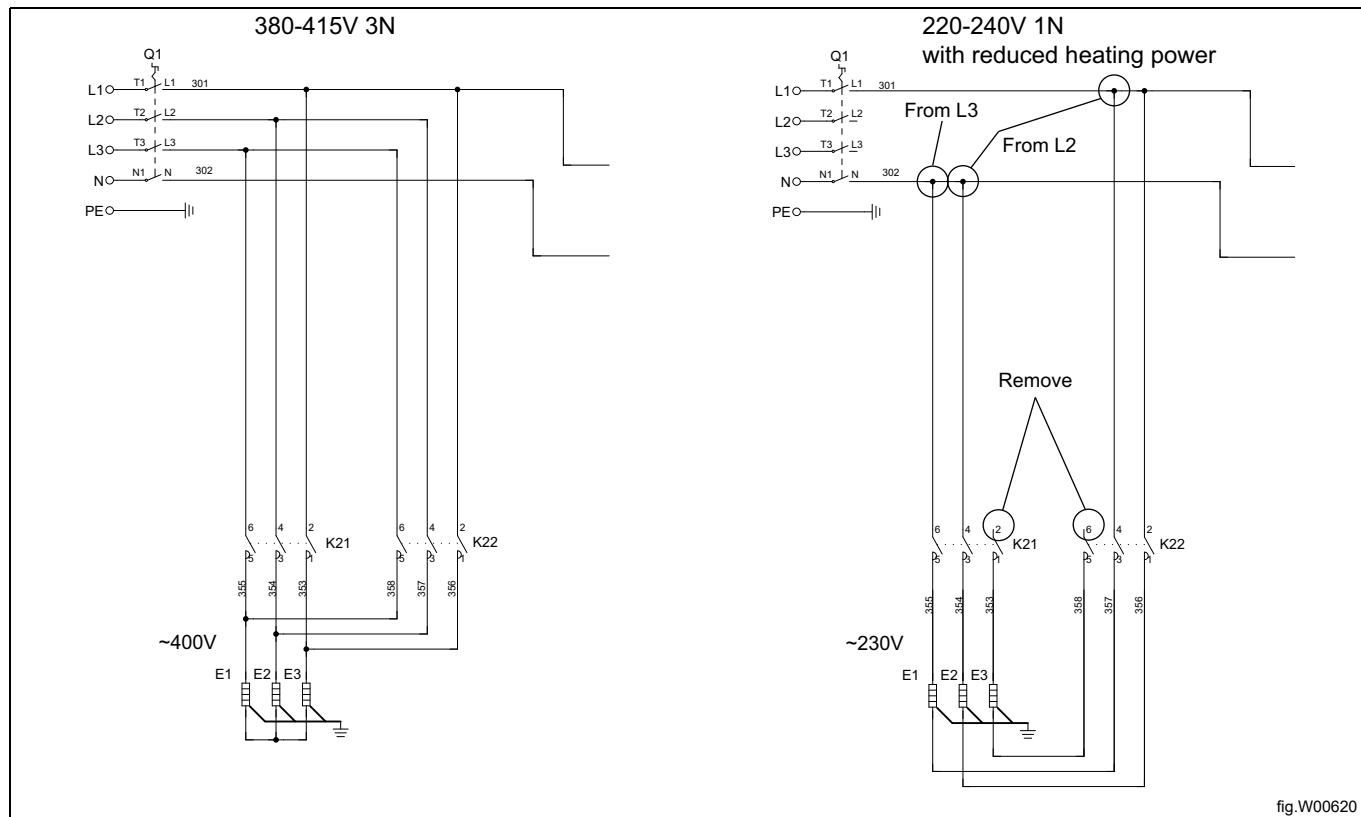 380-415V 3N
Q1
L1 T1 L1 301
L2 T2 L2
L3 T3 L3
N N1 N 302
PE
6 4 2 K21 6 4 2 K22
5 3 1 5 3 1
355 354 353 358 357 356
~400V
E1 E2 E3
220-240V 1N
with reduced heating power
Q1
L1 T1 L1 301
From L3
L2 T2 L2
From L2
L3 T3 L3
N N1 N 302
PE
Remove
6 4 2 K21 6 4 2 K22
5 3 1 5 3 1
355 354 353 358 357 356
~230V
E1 E2 E3
fig.W00620